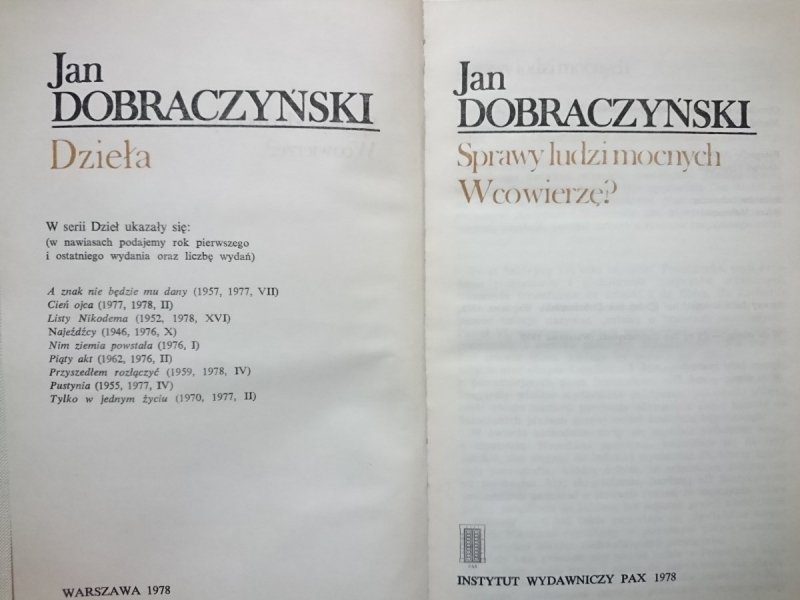 Jan
DOBRACZYŃSKI
Dzieła
W serii Dzieł ukazały się:
(w nawiasach podajemy rok pierwszego
i ostatniego wydania oraz liczbę wydań)
A znak nie będzie mu dany (1957, 1977, VII)
Cień ojca (1977, 1978, II)
Listy Nikodema (1952, 1978, XVI)
Najeźdźcy (1946, 1976, X)
Nim ziemia powstała (1976, I)
Piąty akt (1962, 1976, II)
Przyszedłem rozłączyć (1959, 1978, IV)
Pustynia (1955, 1977, IV)
Tylko w jednym życiu (1970, 1977, II)
WARSZAWA 1978
Jan
DOBRACZYŃSKI
Sprawy ludzi mocnych
W co wierzę?
PAX
INSTYTUT WYDAWNICZY PAX 1978